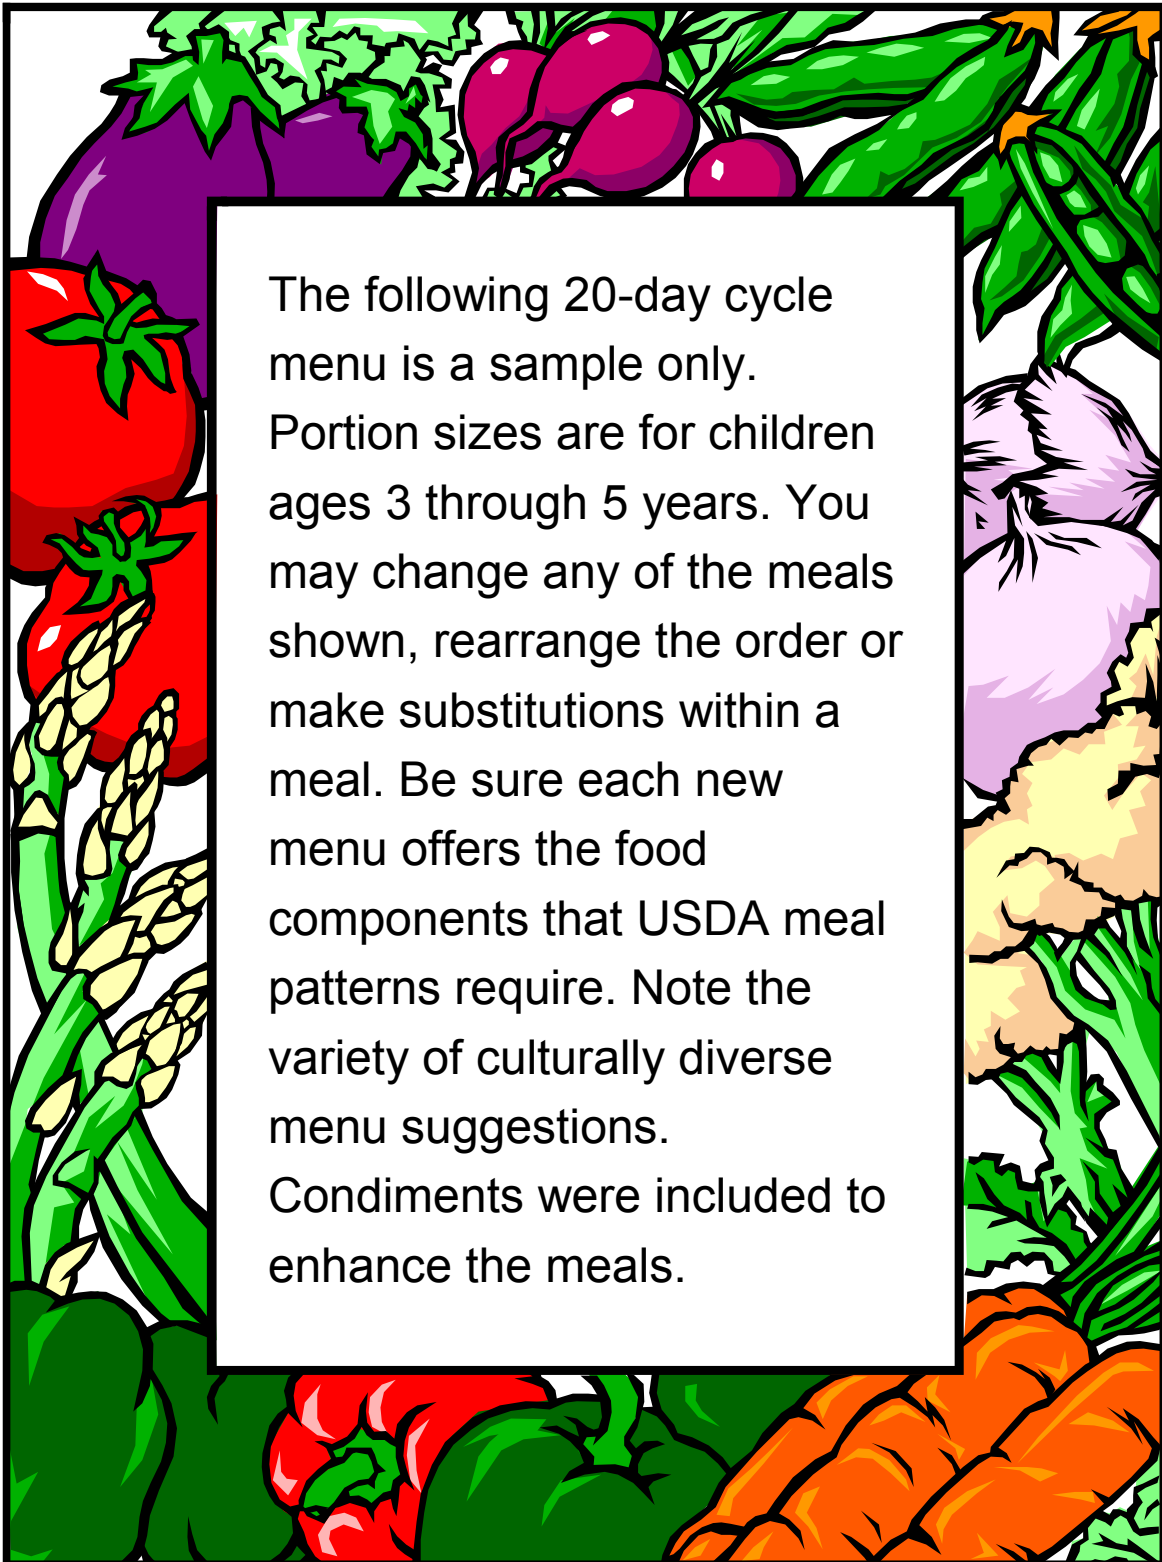 The following 20-day cycle
menu is a sample only.
Portion sizes are for children
ages 3 through 5 years. You
may change any of the meals
shown, rearrange the order or
make substitutions within a
meal. Be sure each new
menu offers the food
components that USDA meal
patterns require. Note the
variety of culturally diverse
menu suggestions.
Condiments were included to
enhance the meals.